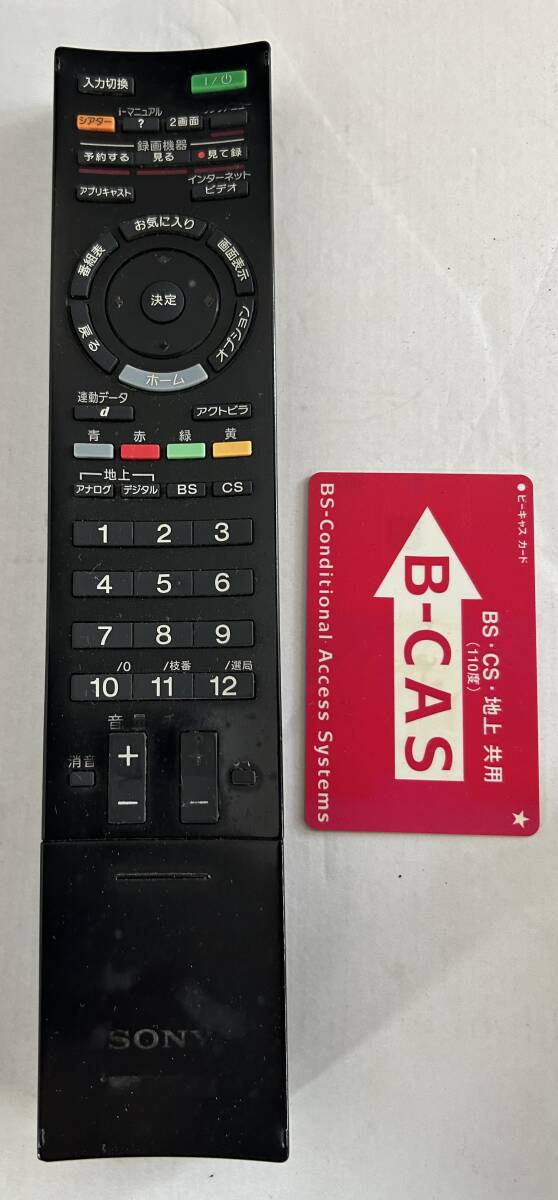 入力切換
I/⏻
シアター
i-マニュアル
?
2画面
録画機器
予約する
見る
●見て録
アプリキャスト
インターネット
ビデオ
お気に入り
番組表
画面表示
決定
戻る
オプション
ホーム
連動データ
d
アクトビラ
青 赤 緑 黄
地上
アナログ デジタル BS CS
1 2 3
4 5 6
7 8 9
/0 /枝番 /選局
10 11 12
音量
消音
+ +
− −
SONY
●ビーキャス カード
BS・CS・地上 共用
(110度)
B-CAS
BS-Conditional Access Systems
★